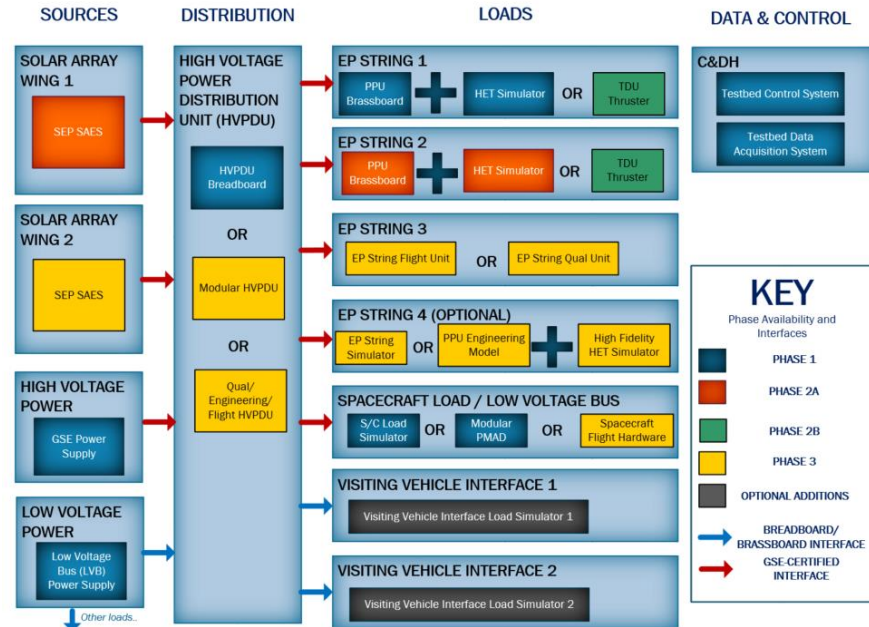 SOURCES
SOLAR ARRAY
WING 1
SEP SAES
SOLAR ARRAY
WING 2
SEP SAES
HIGH VOLTAGE
POWER
GSE Power
Supply
LOW VOLTAGE
POWER
Low Voltage
Bus (LVB)
Power Supply
Other loads..
DISTRIBUTION
HIGH VOLTAGE
POWER
DISTRIBUTION
UNIT (HVPDU)
HVPDU
Breadboard
OR
Modular HVPDU
OR
Qual/
Engineering/
Flight HVPDU
LOADS
EP STRING 1
PPU
Brassboard
HET Simulator
OR
TDU
Thruster
EP STRING 2
PPU
Brassboard
HET Simulator
OR
TDU
Thruster
EP STRING 3
EP String Flight Unit
OR
EP String Qual Unit
EP STRING 4 (OPTIONAL)
EP String
Simulator
OR
PPU Engineering
Model
High Fidelity
HET Simulator
SPACECRAFT LOAD / LOW VOLTAGE BUS
S/C Load
Simulator
OR
Modular
PMAD
OR
Spacecraft
Flight Hardware
VISITING VEHICLE INTERFACE 1
Visiting Vehicle Interface Load Simulator 1
VISITING VEHICLE INTERFACE 2
Visiting Vehicle Interface Load Simulator 2
DATA & CONTROL
C&DH
Testbed Control System
Testbed Data
Acquisition System
KEY
Phase Availability and
Interfaces
PHASE 1
PHASE 2A
PHASE 2B
PHASE 3
OPTIONAL ADDITIONS
BREADBOARD/
BRASSBOARD INTERFACE
GSE-CERTIFIED
INTERFACE